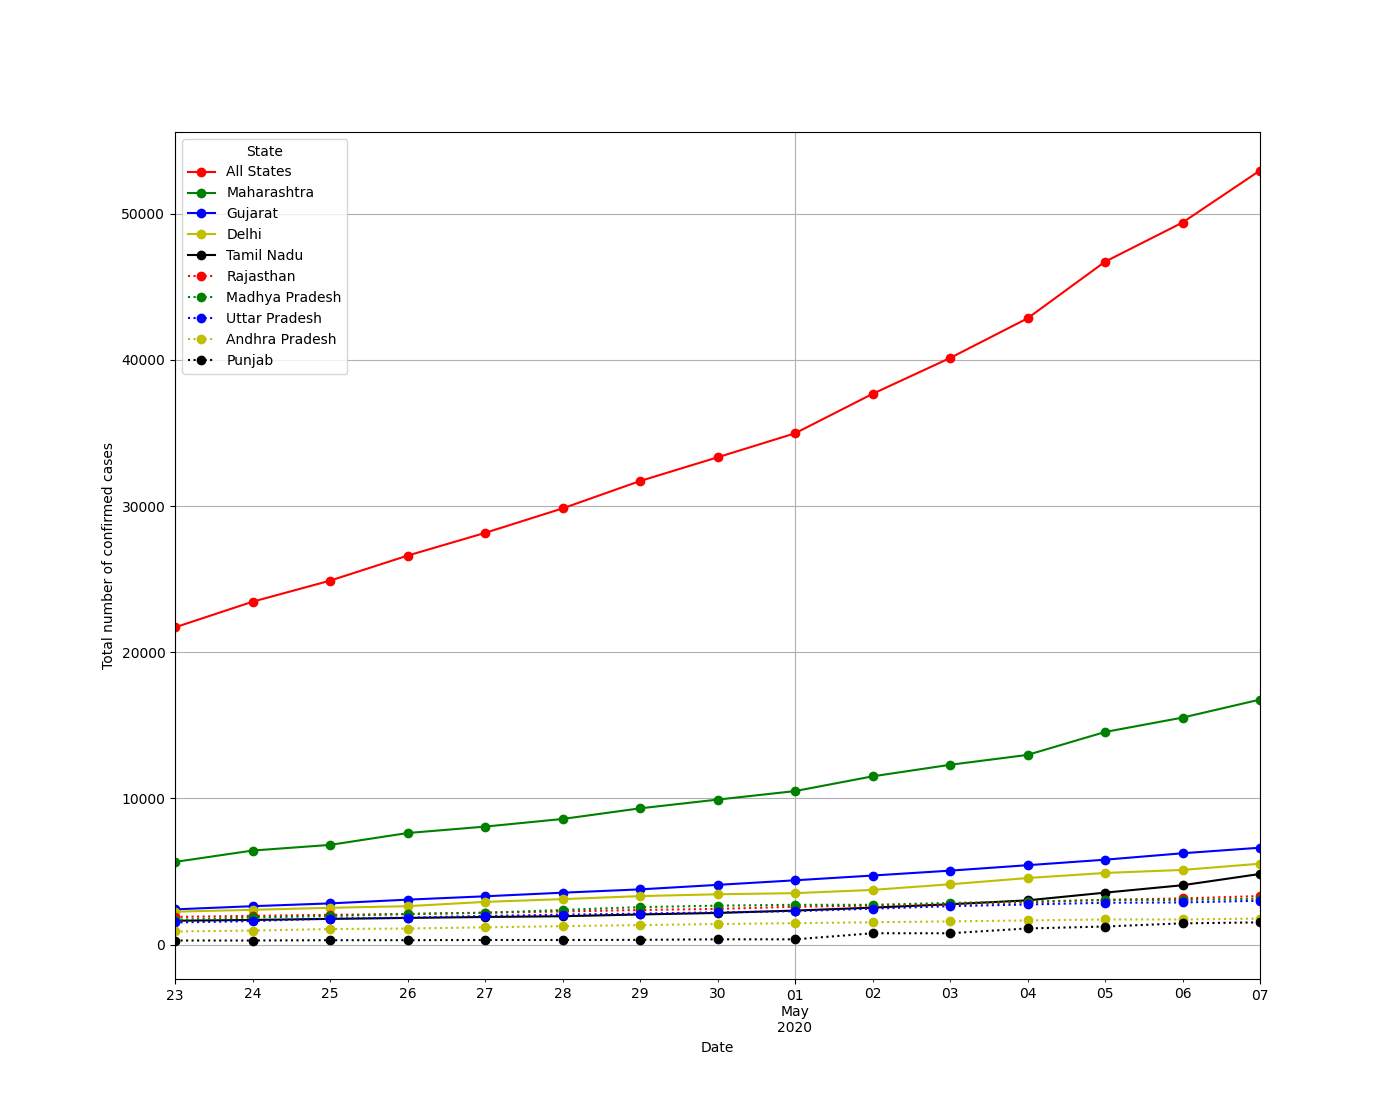 State
All States
Maharashtra
Gujarat
Delhi
Tamil Nadu
Rajasthan
Madhya Pradesh
Uttar Pradesh
Andhra Pradesh
Punjab
Total number of confirmed cases
50000
40000
30000
20000
10000
0
23 24 25 26 27 28 29 30 01 02 03 04 05 06 07
May
2020
Date